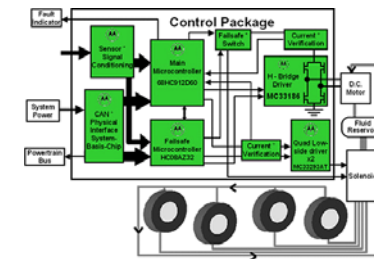 Control Package
Fault
Indicator
Sensor
Signal
Conditioning
Main
Microcontroller
68HC912D60
Failsafe
Switch
Current
Verification
H - Bridge
Driver
MC33186
D.C.
Motor
System
Power
CAN
Physical
Interface
System-
Basis-Chip
Failsafe
Microcontroller
HC08AZ32
Current
Verification
Quad Low-
side driver
x2
Fluid
Reservo
Powertrain
Bus
Solenoi